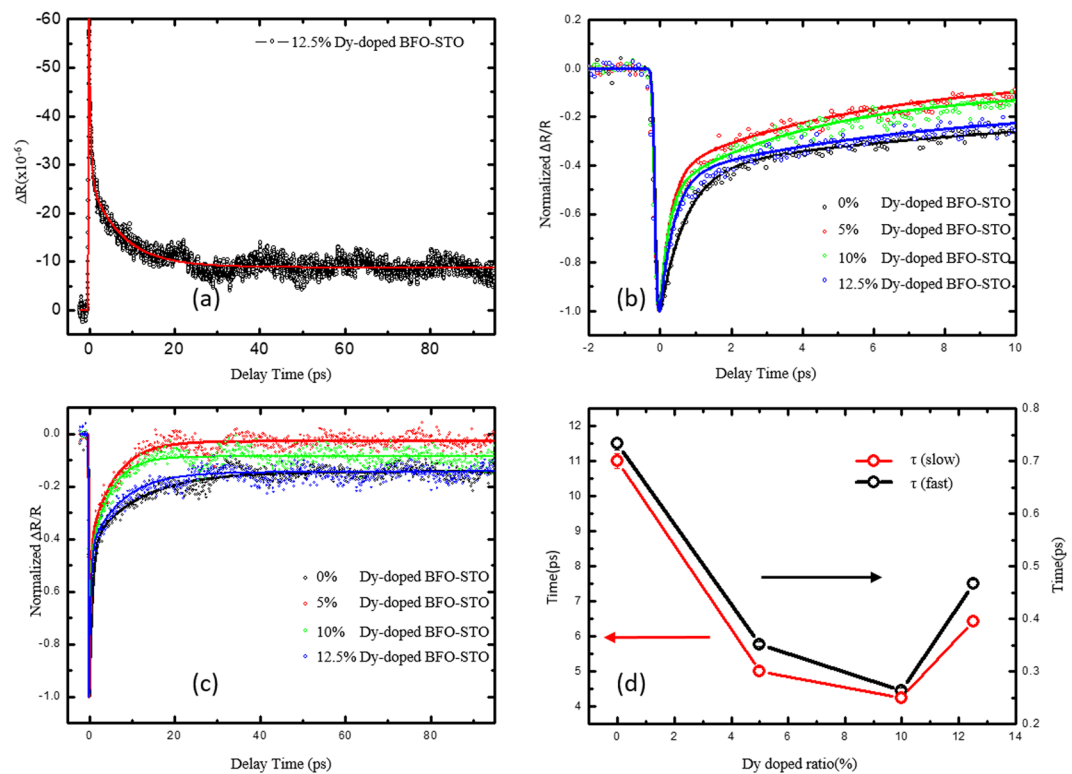 -60
-50
-40
-30
-20
-10
0
ΔR(x10⁻⁶)
12.5% Dy-doped BFO-STO
(a)
0 20 40 60 80
Delay Time (ps)
0.2
0.0
-0.2
-0.4
-0.6
-0.8
-1.0
Normalized ΔR/R
0% Dy-doped BFO-STO
5% Dy-doped BFO-STO
10% Dy-doped BFO-STO
12.5% Dy-doped BFO-STO
(b)
-2 0 2 4 6 8 10
Delay Time (ps)
0.0
-0.2
-0.4
-0.6
-0.8
-1.0
Normalized ΔR/R
0% Dy-doped BFO-STO
5% Dy-doped BFO-STO
10% Dy-doped BFO-STO
12.5% Dy-doped BFO-STO
(c)
0 20 40 60 80
Delay Time (ps)
12
11
10
9
8
7
6
5
4
Time(ps)
τ (slow)
τ (fast)
(d)
0.8
0.7
0.6
0.5
0.4
0.3
0.2
Time(ps)
0 2 4 6 8 10 12 14
Dy doped ratio(%)